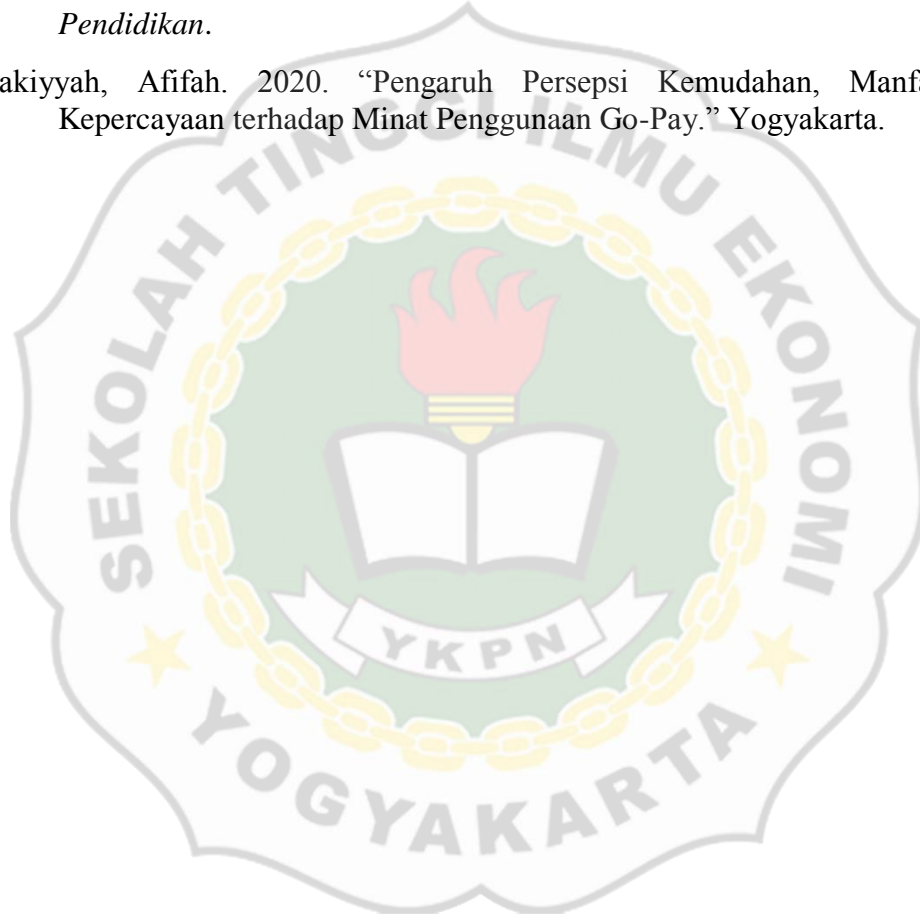 Pendidikan.
akiyyah, Afifah. 2020. “Pengaruh Persepsi Kemudahan, Manfa
Kepercayaan terhadap Minat Penggunaan Go-Pay.” Yogyakarta.
SEKOLAH TINGGI ILMU EKONOMI
YKPN
YOGYAKARTA